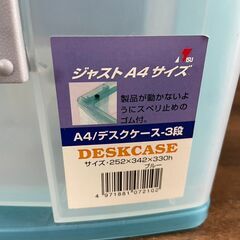 ジャストA4サイズ
製品が動かないよ
うにスベリ止めの
ゴム付。
A4/デスクケース-3段
DESKCASE
サイズ・252×342×330h
ブルー
4 971881 072102